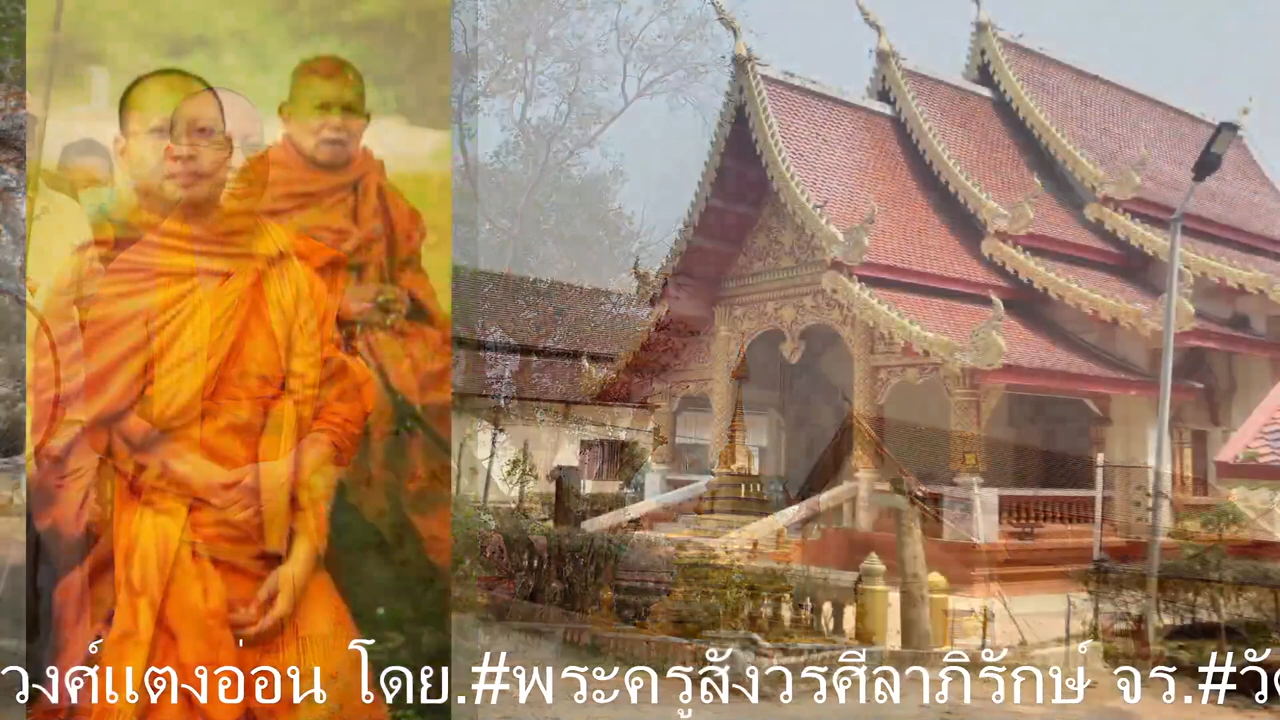 วงศ์แตงอ่อน โดย.#พระครูสังวรศีลาภิรักษ์ จร.#วัด